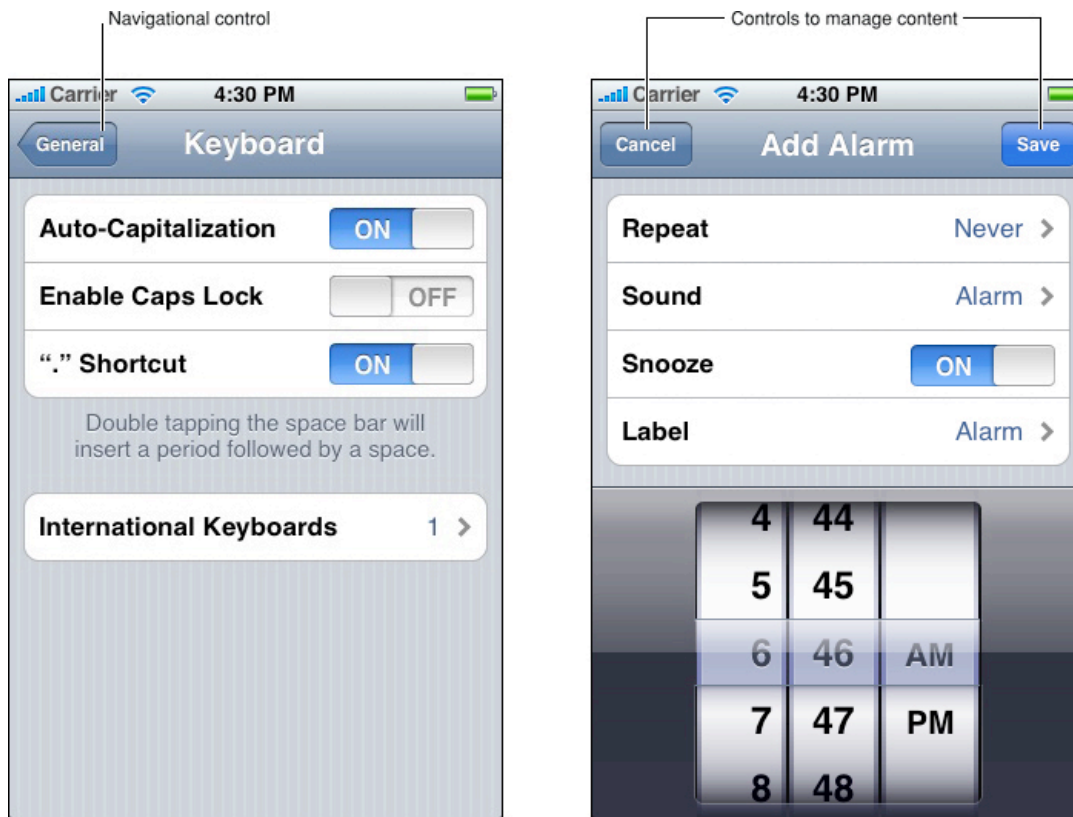 Navigational control
Controls to manage content
Carrier 4:30 PM
General Keyboard
Auto-Capitalization ON
Enable Caps Lock OFF
“.” Shortcut ON
Double tapping the space bar will
insert a period followed by a space.
International Keyboards 1
Carrier 4:30 PM
Cancel Add Alarm Save
Repeat Never
Sound Alarm
Snooze ON
Label Alarm
4 44
5 45
6 46 AM
7 47 PM
8 48